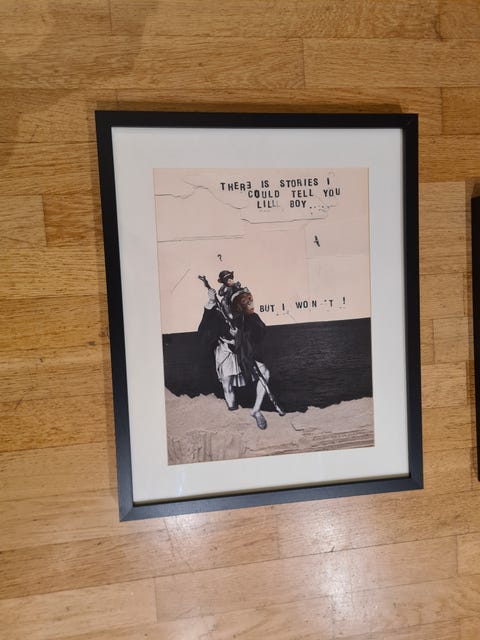 THERE IS STORIES I
COULD TELL YOU
LILL BOY.....
?
BUT I WON'T !